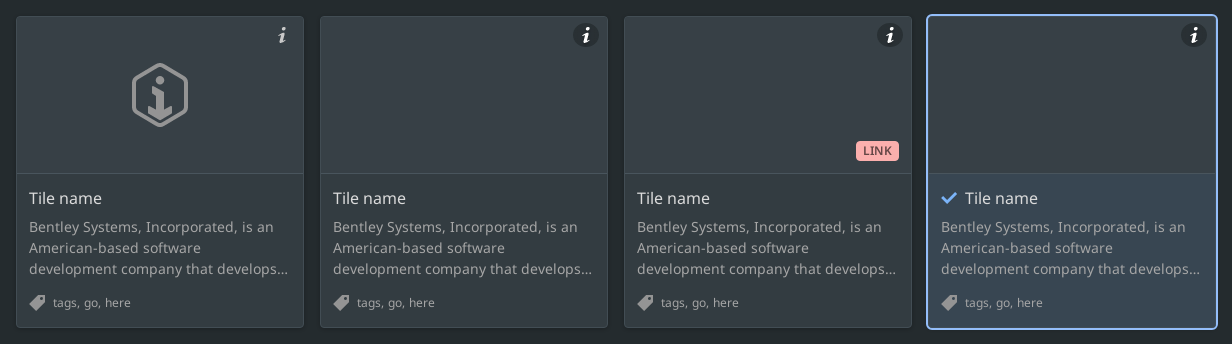 LINK
Tile name
Bentley Systems, Incorporated, is an
American-based software
development company that develops...
tags, go, here
Tile name
Bentley Systems, Incorporated, is an
American-based software
development company that develops...
tags, go, here
Tile name
Bentley Systems, Incorporated, is an
American-based software
development company that develops...
tags, go, here
Tile name
Bentley Systems, Incorporated, is an
American-based software
development company that develops...
tags, go, here